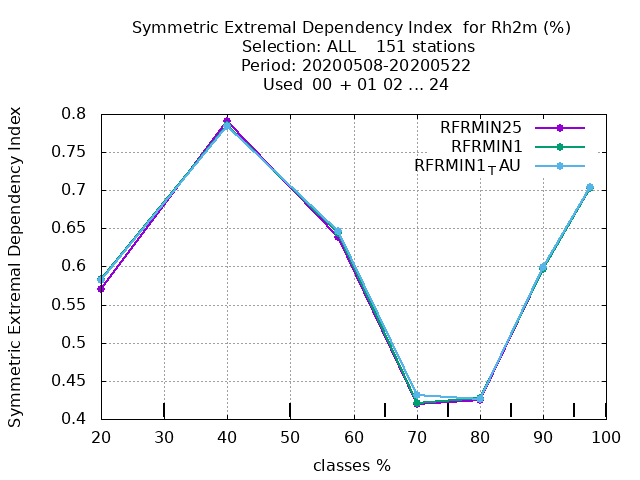 Symmetric Extremal Dependency Index  for Rh2m (%)
Selection: ALL    151 stations
Period: 20200508-20200522
Used  00  + 01 02 ... 24
Symmetric Extremal Dependency Index
0.8
0.75
0.7
0.65
0.6
0.55
0.5
0.45
0.4
RFRMIN25
RFRMIN1
RFRMIN1TAU
20 30 40 50 60 70 80 90 100
classes %